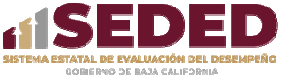 SEDED
SISTEMA ESTATAL DE EVALUACIÓN DEL DESEMPEÑO
GOBIERNO DE BAJA CALIFORNIA